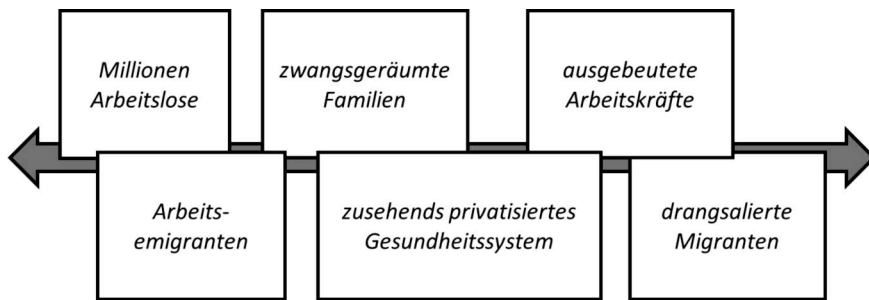 Millionen
Arbeitslose
zwangsgeräumte
Familien
ausgebeutete
Arbeitskräfte
Arbeits-
emigranten
zusehends privatisiertes
Gesundheitssystem
drangsalierte
Migranten